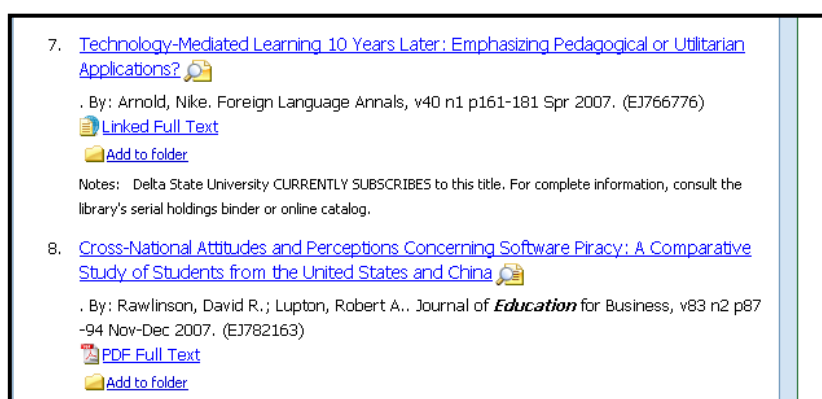 7. Technology-Mediated Learning 10 Years Later: Emphasizing Pedagogical or Utilitarian
Applications?
. By: Arnold, Nike. Foreign Language Annals, v40 n1 p161-181 Spr 2007. (EJ766776)
Linked Full Text
Add to folder
Notes: Delta State University CURRENTLY SUBSCRIBES to this title. For complete information, consult the
library's serial holdings binder or online catalog.
8. Cross-National Attitudes and Perceptions Concerning Software Piracy: A Comparative
Study of Students from the United States and China
. By: Rawlinson, David R.; Lupton, Robert A.. Journal of Education for Business, v83 n2 p87
-94 Nov-Dec 2007. (EJ782163)
PDF Full Text
Add to folder